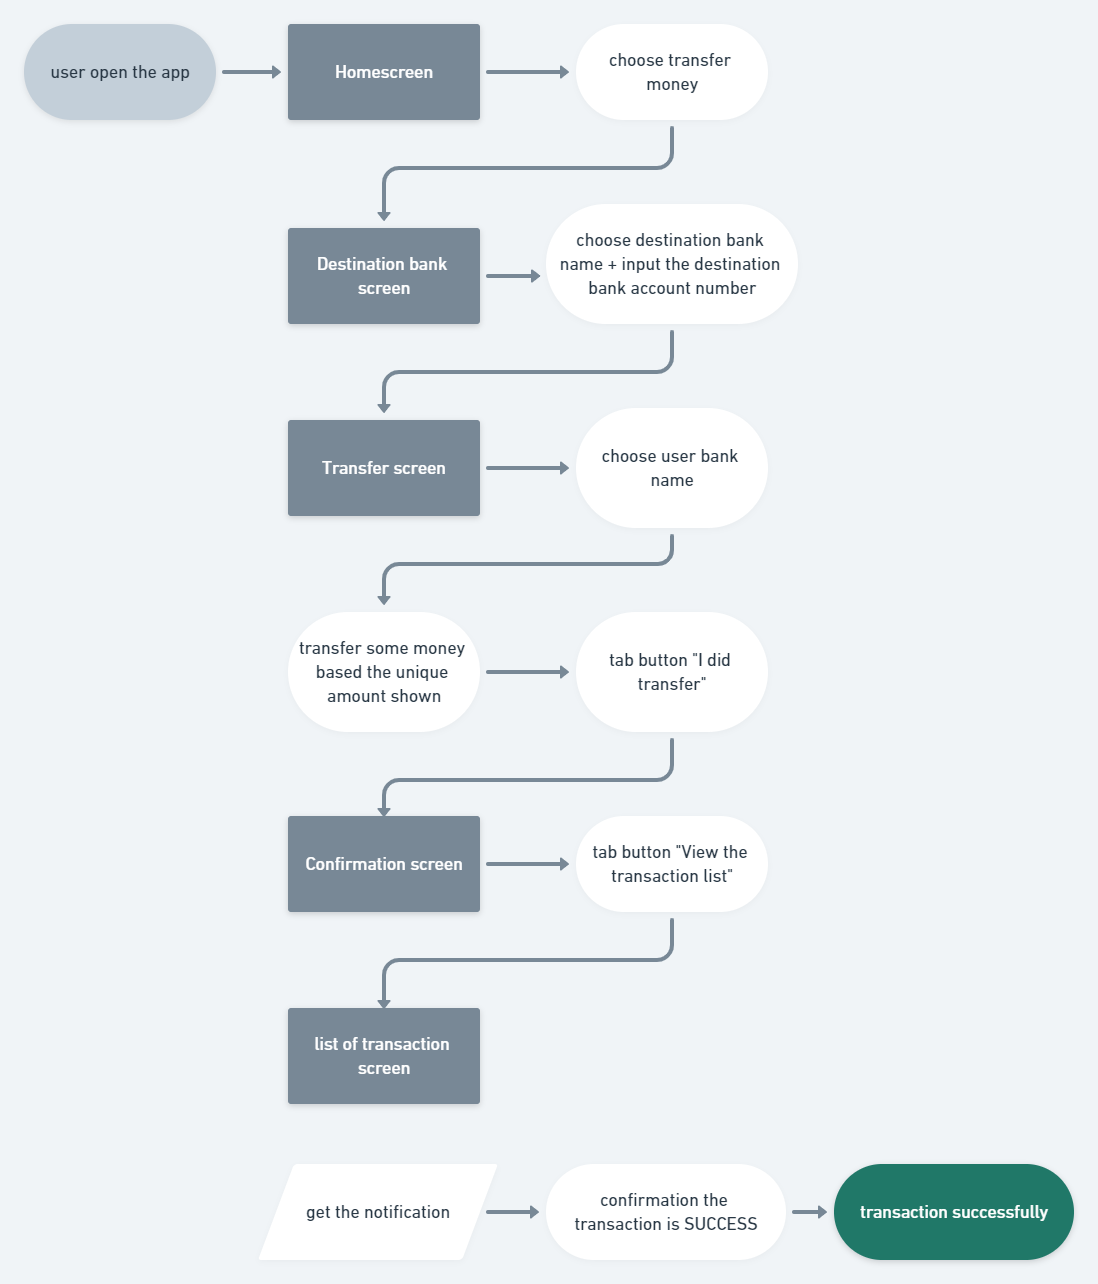 user open the app
Homescreen
choose transfer
money
Destination bank
screen
choose destination bank
name + input the destination
bank account number
Transfer screen
choose user bank
name
transfer some money
based the unique
amount shown
tab button "I did
transfer"
Confirmation screen
tab button "View the
transaction list"
list of transaction
screen
get the notification
confirmation the
transaction is SUCCESS
transaction successfully